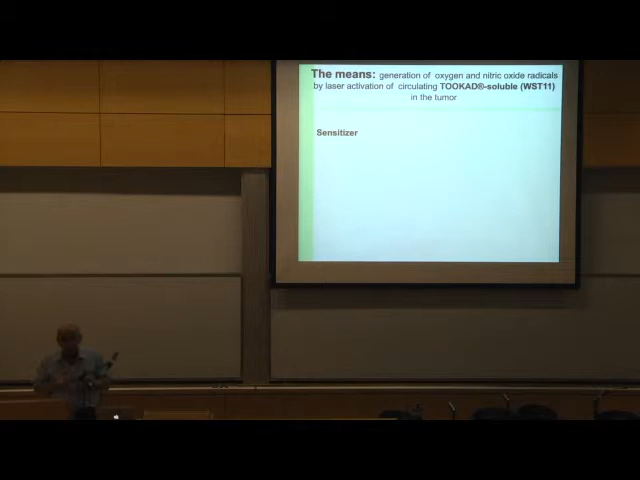 The means: generation of oxygen and nitric oxide radicals
by laser activation of circulating TOOKAD®-soluble (WST11)
in the tumor
Sensitizer